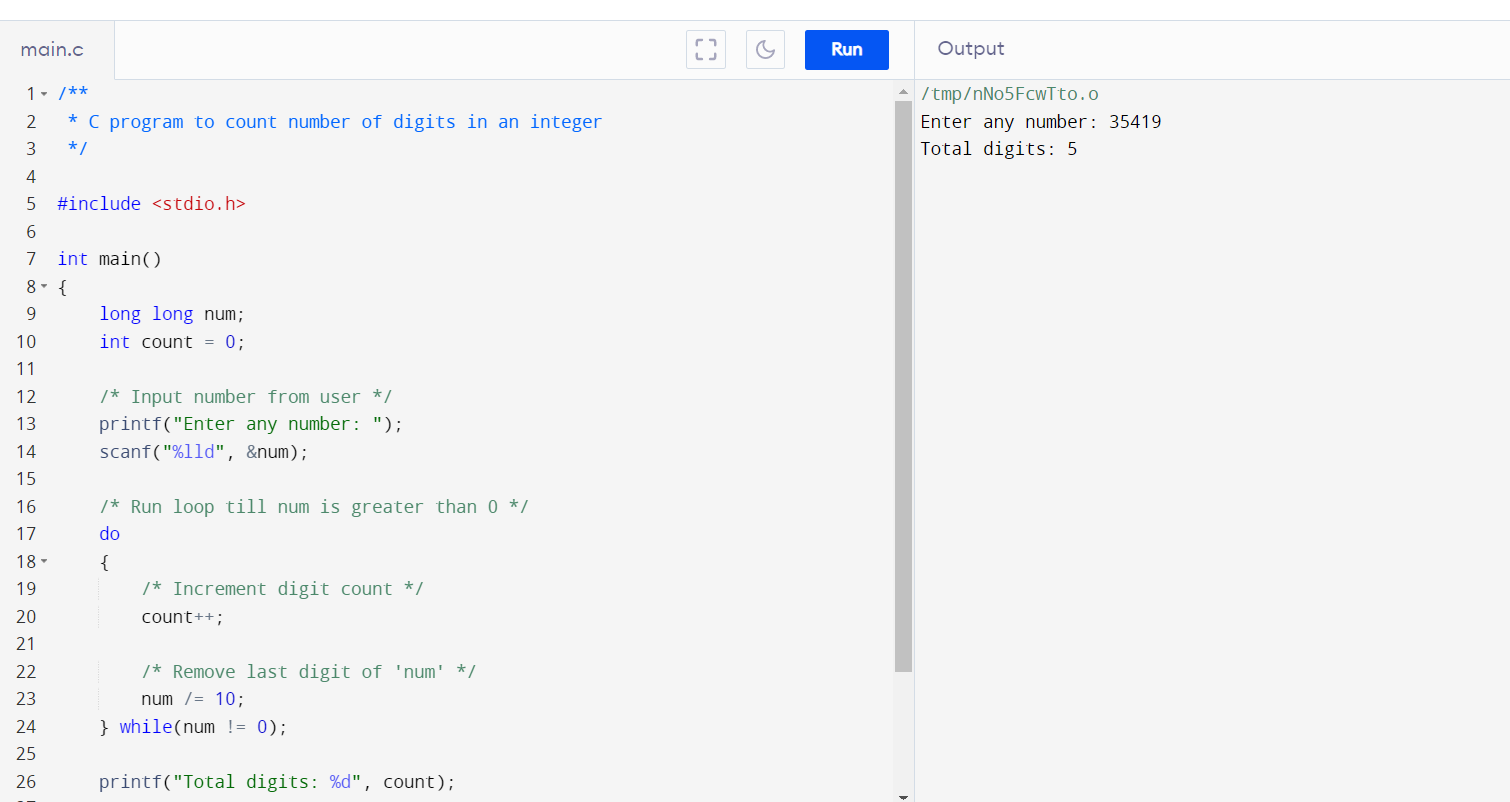 main.c
Run
Output
1 /**
2 * C program to count number of digits in an integer
3 */
4
5 #include <stdio.h>
6
7 int main()
8 {
9 long long num;
10 int count = 0;
11
12 /* Input number from user */
13 printf("Enter any number: ");
14 scanf("%lld", &num);
15
16 /* Run loop till num is greater than 0 */
17 do
18 {
19 /* Increment digit count */
20 count++;
21
22 /* Remove last digit of 'num' */
23 num /= 10;
24 } while(num != 0);
25
26 printf("Total digits: %d", count);
/tmp/nNo5FcwTto.o
Enter any number: 35419
Total digits: 5